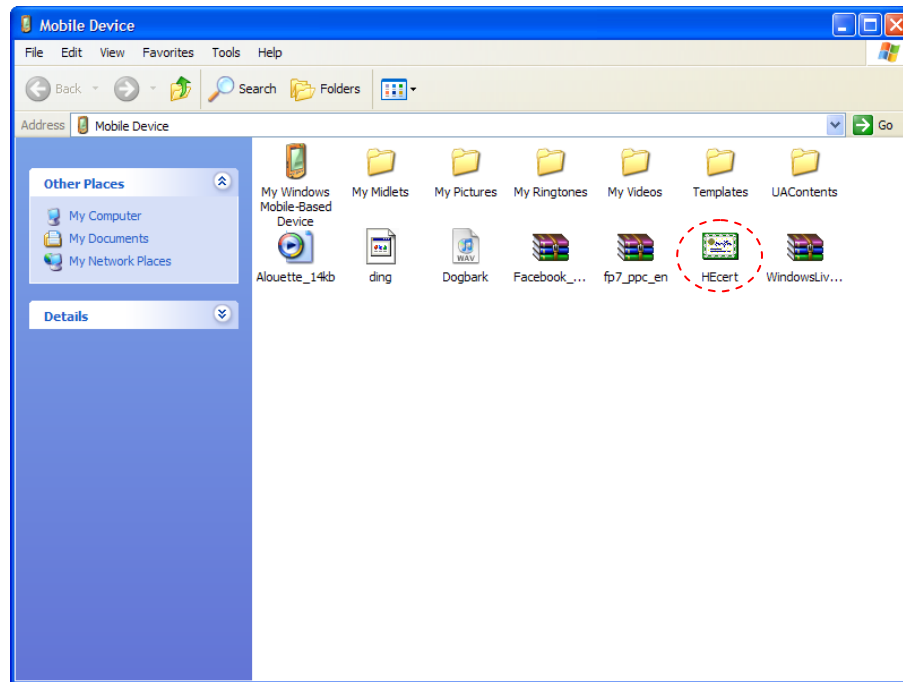 Mobile Device
File Edit View Favorites Tools Help
Back Search Folders
Address Mobile Device Go
Other Places
My Computer
My Documents
My Network Places
Details
My Windows Mobile-Based Device
My Midlets
My Pictures
My Ringtones
My Videos
Templates
UAContents
Alouette_14kb
ding
WAV
Dogbark
Facebook_...
fp7_ppc_en
HEcert
WindowsLiv...